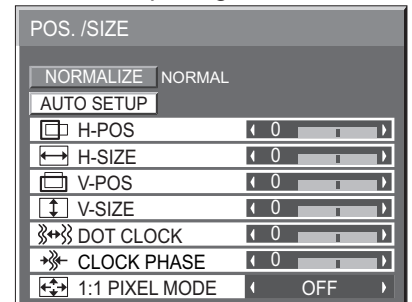 POS. /SIZE
NORMALIZE NORMAL
AUTO SETUP
H-POS 0
H-SIZE 0
V-POS 0
V-SIZE 0
DOT CLOCK 0
CLOCK PHASE 0
1:1 PIXEL MODE OFF